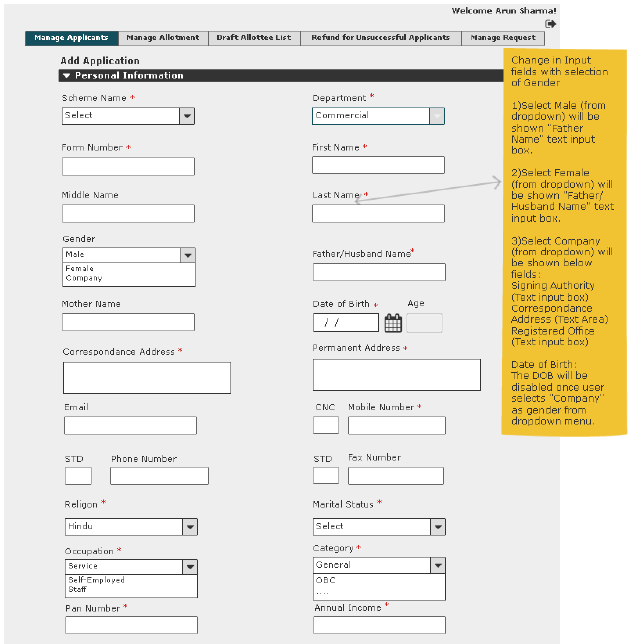 Welcome Arun Sharma!
Manage Applicants Manage Allotment Draft Allottee List Refund for Unsuccessful Applicants Manage Request
Add Application
Personal Information
Scheme Name * Department *
Select Commercial
Form Number * First Name *
Middle Name Last Name *
Gender
Male Father/Husband Name*
Female
Company
Mother Name Date of Birth * Age
/ /
Correspondance Address * Permanent Address *
Email CNC Mobile Number *
STD Phone Number STD Fax Number
Religon * Marital Status *
Hindu Select
Occupation * Category *
Service General
Self-Employed OBC
Staff ....
Pan Number * Annual Income *
Change in Input
fields with selection
of Gender
1)Select Male (from
dropdown) will be
shown "Father
Name" text input
box.
2)Select Female
(from dropdown) will
be shown "Father/
Husband Name" text
input box.
3)Select Company
(from dropdown) will
be shown below
fields:
Signing Authority
(Text input box)
Correspondance
Address (Text Area)
Registered Office
(Text input box)
Date of Birth:
The DOB will be
disabled once user
selects "Company"
as gender from
dropdown menu.